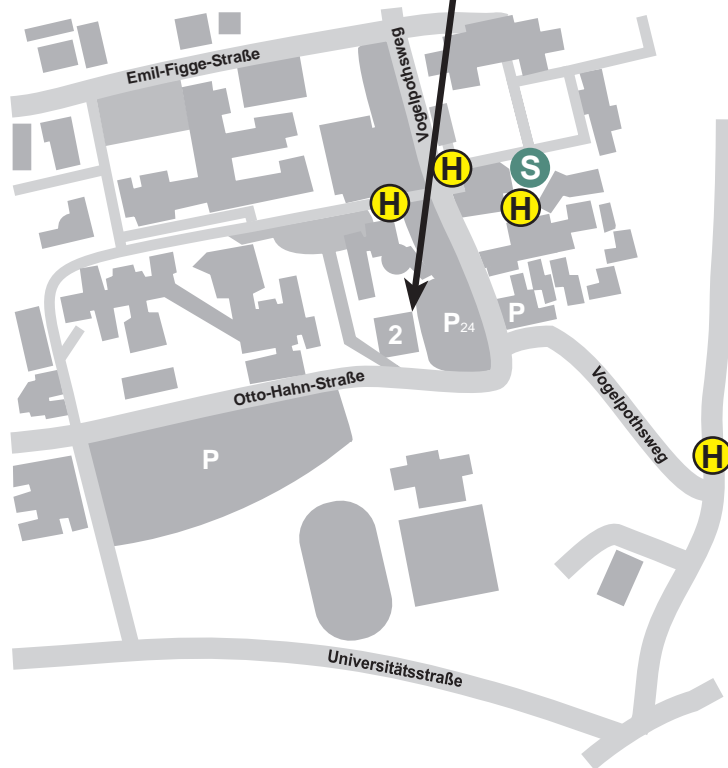 Emil-Figge-Straße
Vogelpothsweg
H
S
H
H
2
P24
P
Otto-Hahn-Straße
Vogelpothsweg
P
H
Universitätsstraße